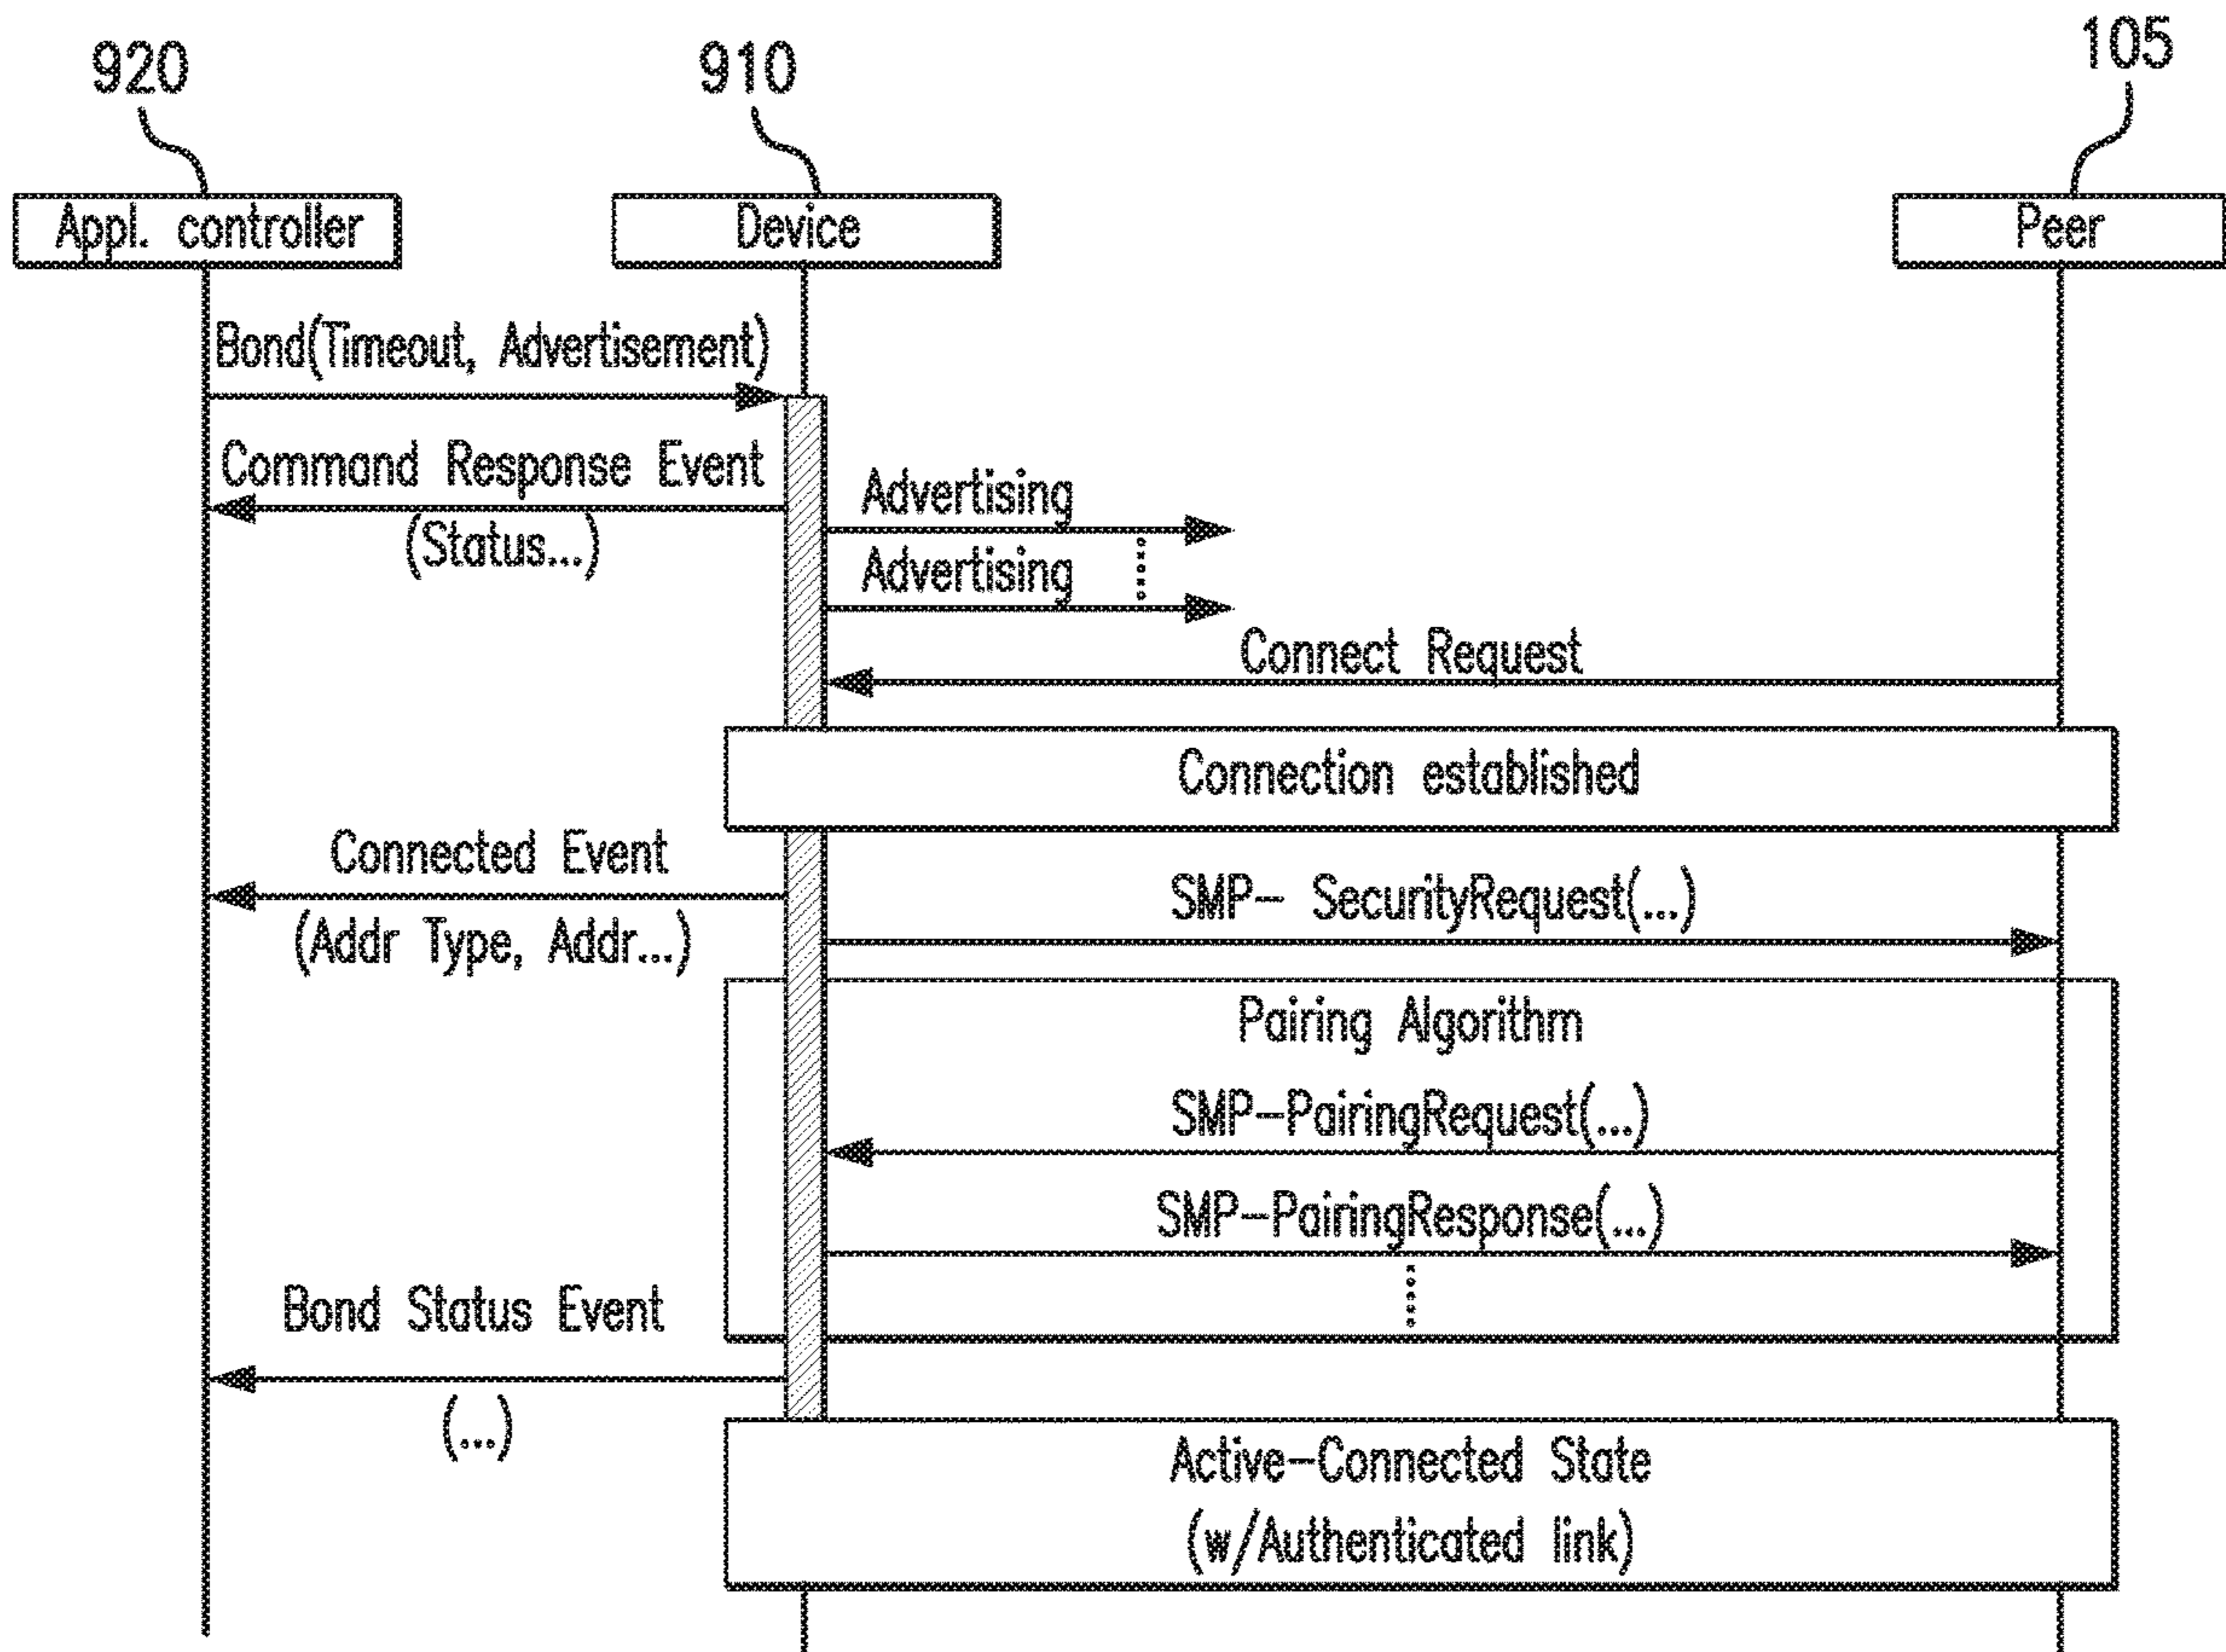 920
910
105
Appl. controller
Device
Peer
Bond(Timeout, Advertisement)
Command Response Event
(Status...)
Advertising
Advertising
Connect Request
Connection established
Connected Event
(Addr Type, Addr...)
SMP- SecurityRequest(...)
Pairing Algorithm
SMP-PairingRequest(...)
SMP-PairingResponse(...)
Bond Status Event
(...)
Active-Connected State
(w/Authenticated link)